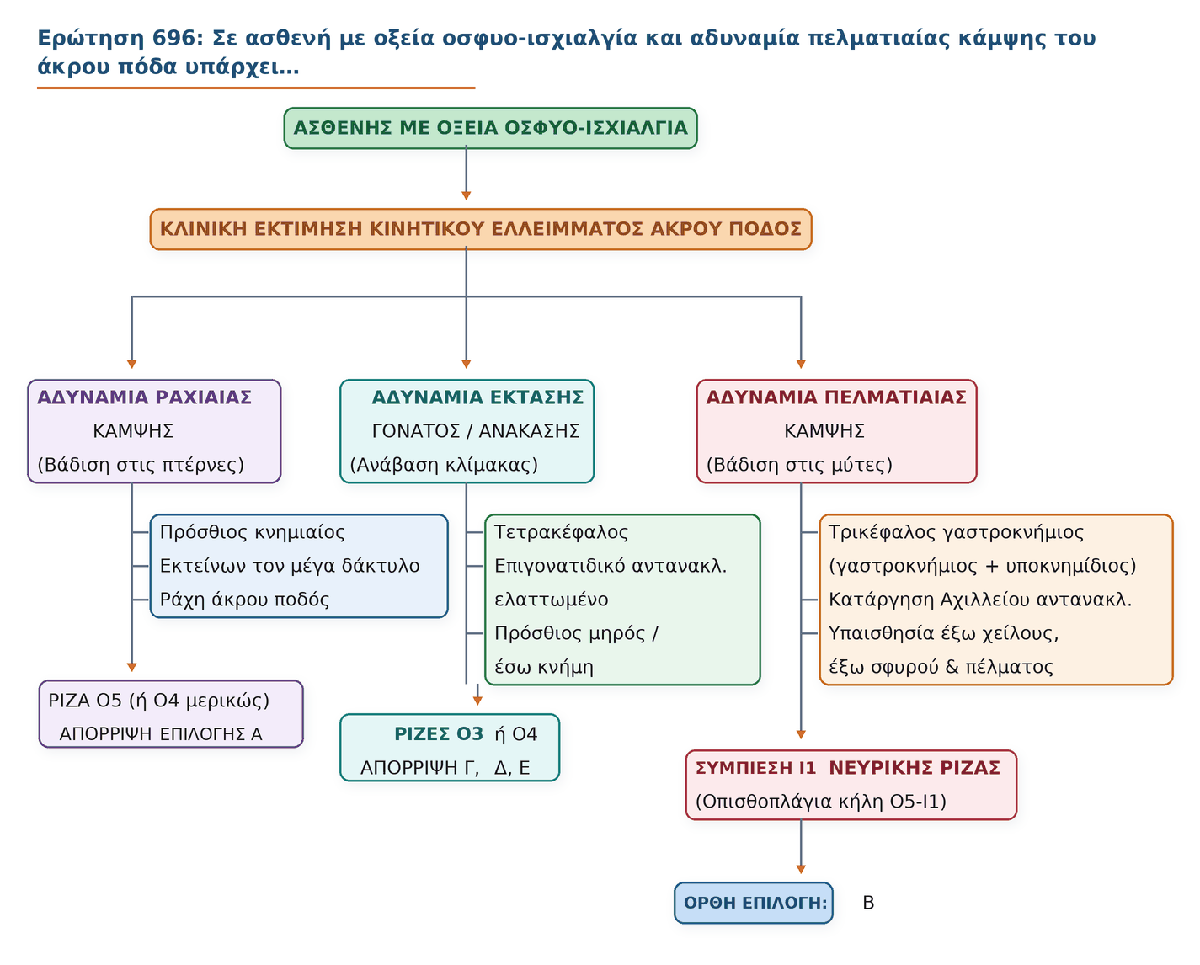 Ερώτηση 696: Σε ασθενή με οξεία οσφυο-ισχιαλγία και αδυναμία πελματιαίας κάμψης του
άκρου πόδα υπάρχει...
ΑΣΘΕΝΗΣ ΜΕ ΟΞΕΙΑ ΟΣΦΥΟ-ΙΣΧΙΑΛΓΙΑ
ΚΛΙΝΙΚΗ ΕΚΤΙΜΗΣΗ ΚΙΝΗΤΙΚΟΥ ΕΛΛΕΙΜΜΑΤΟΣ ΑΚΡΟΥ ΠΟΔΟΣ
ΑΔΥΝΑΜΙΑ ΡΑΧΙΑΙΑΣ
ΚΑΜΨΗΣ
(Βάδιση στις πτέρνες)
ΑΔΥΝΑΜΙΑ ΕΚΤΑΣΗΣ
ΓΟΝΑΤΟΣ / ΑΝΑΚΑΣΗΣ
(Ανάβαση κλίμακας)
ΑΔΥΝΑΜΙΑ ΠΕΛΜΑΤΙΑΙΑΣ
ΚΑΜΨΗΣ
(Βάδιση στις μύτες)
Πρόσθιος κνημιαίος
Εκτείνων τον μέγα δάκτυλο
Ράχη άκρου ποδός
Τετρακέφαλος
Επιγονατιδικό αντανακλ.
ελαττωμένο
Πρόσθιος μηρός /
έσω κνήμη
Τρικέφαλος γαστροκνήμιος
(γαστροκνήμιος + υποκνημίδιος)
Κατάργηση Αχιλλείου αντανακλ.
Υπαισθησία έξω χείλους,
έξω σφυρού & πέλματος
ΡΙΖΑ Ο5 (ή Ο4 μερικώς)
ΑΠΟΡΡΙΨΗ ΕΠΙΛΟΓΗΣ Α
ΡΙΖΕΣ Ο3 ή Ο4
ΑΠΟΡΡΙΨΗ Γ, Δ, Ε
ΣΥΜΠΙΕΣΗ Ι1 ΝΕΥΡΙΚΗΣ ΡΙΖΑΣ
(Οπισθοπλάγια κήλη Ο5-Ι1)
ΟΡΘΗ ΕΠΙΛΟΓΗ: Β